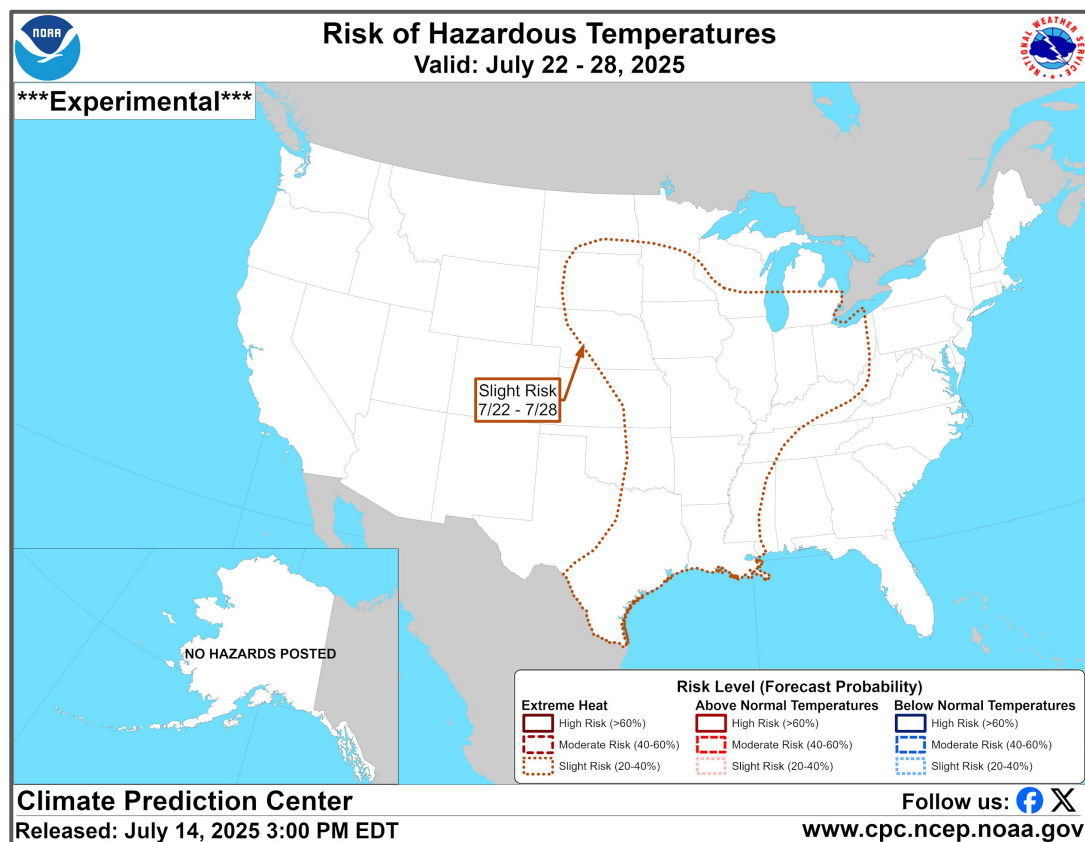 NOAA
Risk of Hazardous Temperatures
Valid: July 22 - 28, 2025
NATIONAL WEATHER SERVICE
***Experimental***
Slight Risk
7/22 - 7/28
NO HAZARDS POSTED
Risk Level (Forecast Probability)
Extreme Heat
High Risk (>60%)
Moderate Risk (40-60%)
Slight Risk (20-40%)
Above Normal Temperatures
High Risk (>60%)
Moderate Risk (40-60%)
Slight Risk (20-40%)
Below Normal Temperatures
High Risk (>60%)
Moderate Risk (40-60%)
Slight Risk (20-40%)
Climate Prediction Center
Released: July 14, 2025 3:00 PM EDT
Follow us:
www.cpc.ncep.noaa.gov